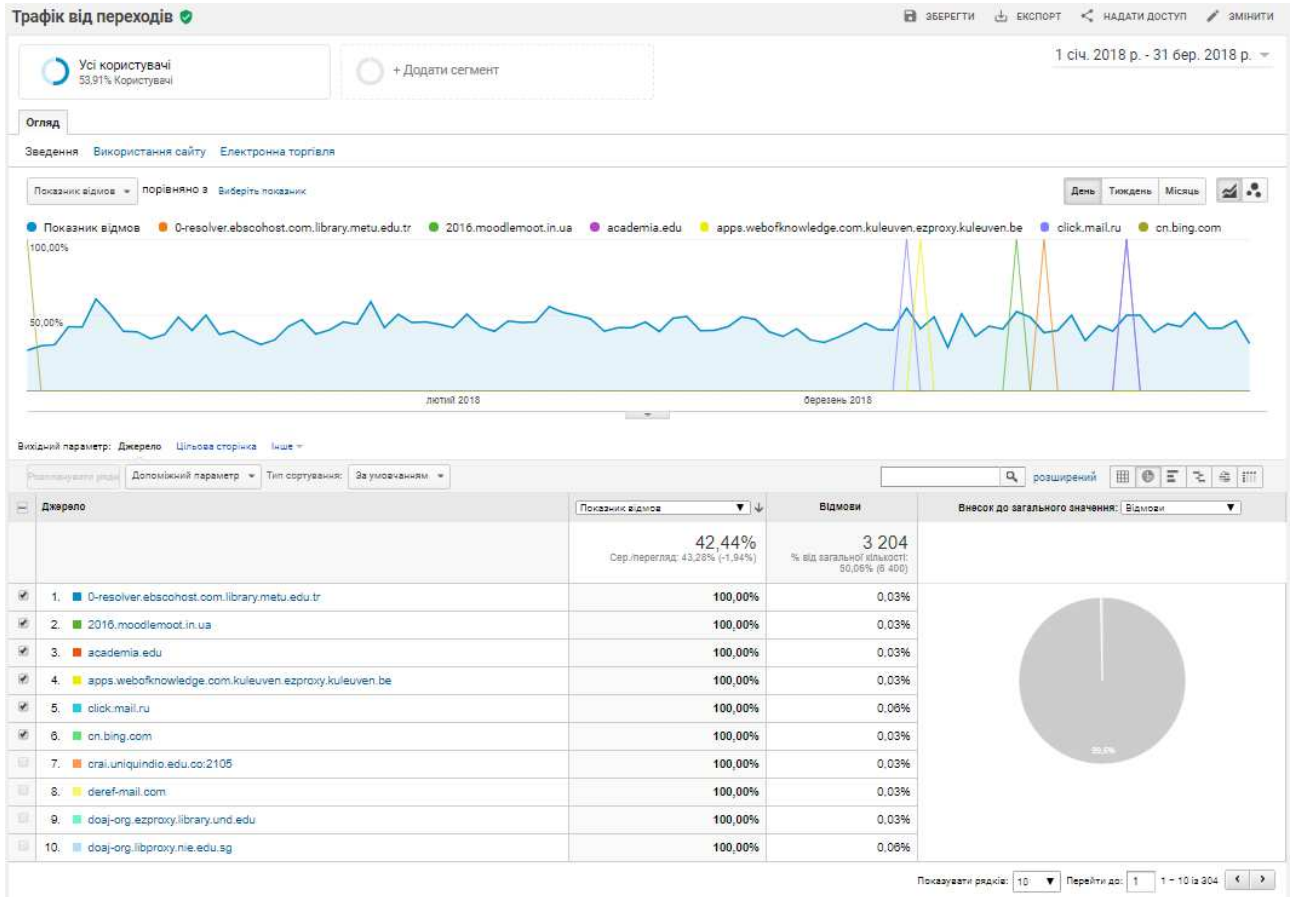 Трафік від переходів
ЗБЕРЕГТИ ЕКСПОРТ НАДАТИ ДОСТУП ЗМІНИТИ
Усі користувачі
53,91% Користувачі
+ Додати сегмент
1 січ. 2018 р. - 31 бер. 2018 р.
Огляд
Зведення Використання сайту Електронна торгівля
Показник відмов порівняно з Виберіть показник
День Тиждень Місяць
Показник відмов 0-resolver.ebscohost.com.library.metu.edu.tr 2016.moodlemoot.in.ua academia.edu apps.webofknowledge.com.kuleuven.ezproxy.kuleuven.be click.mail.ru cn.bing.com
100,00%
50,00%
лютий 2018 березень 2018
Вихідний параметр: Джерело Цільова сторінка Інше
Допоміжний параметр Тип сортування: За умовчанням
розширений
Джерело Показник відмов Відмови Внесок до загального значення: Відмови
42,44% 3 204
Сер./перегляд: 43,28% (-1,94%) % від загальної кількості:
50,06% (6 400)
1. 0-resolver.ebscohost.com.library.metu.edu.tr 100,00% 0,03%
2. 2016.moodlemoot.in.ua 100,00% 0,03%
3. academia.edu 100,00% 0,03%
4. apps.webofknowledge.com.kuleuven.ezproxy.kuleuven.be 100,00% 0,03%
5. click.mail.ru 100,00% 0,06%
6. cn.bing.com 100,00% 0,03%
7. crai.uniquindio.edu.co:2105 100,00% 0,03%
8. deref-mail.com 100,00% 0,03%
9. doaj-org.ezproxy.library.und.edu 100,00% 0,03%
10. doaj-org.libproxy.nie.edu.sg 100,00% 0,06%
Показувати рядків: 10 Перейти до: 1 1 – 10 із 304